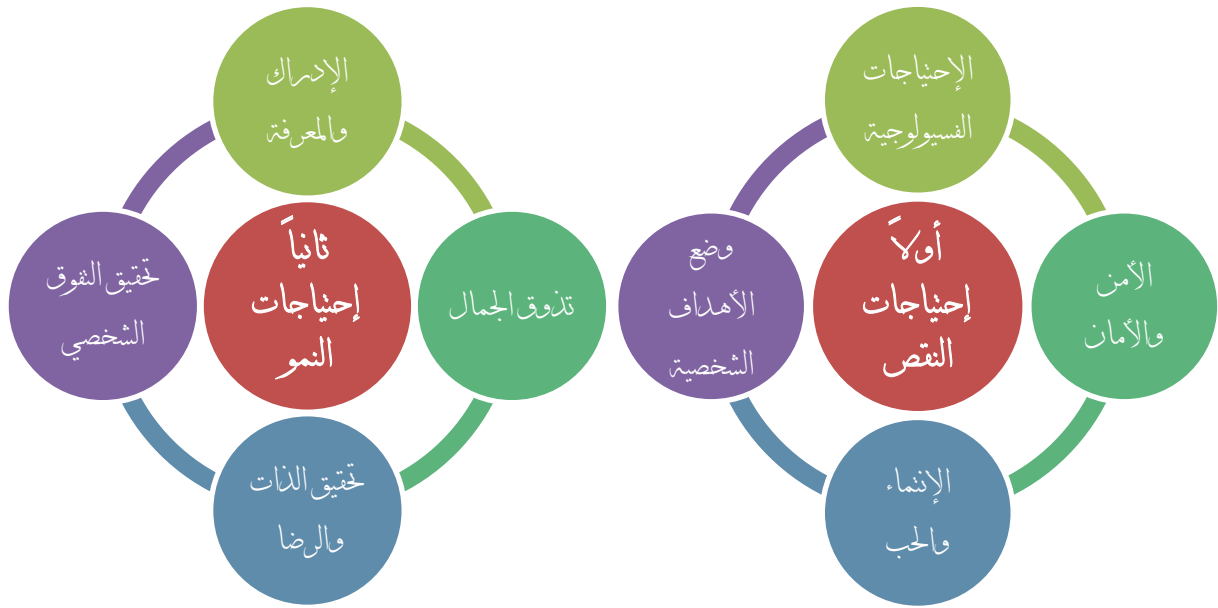 أولاً
إحتياجات
النقص
الإحتياجات
الفسيولوجية
الأمن
والأمان
الإنتماء
والحب
وضع
الأهداف
الشخصية
ثانياً
إحتياجات
النمو
الإدراك
والمعرفة
تذوق الجمال
تحقيق الذات
والرضا
تحقيق التفوق
الشخصي